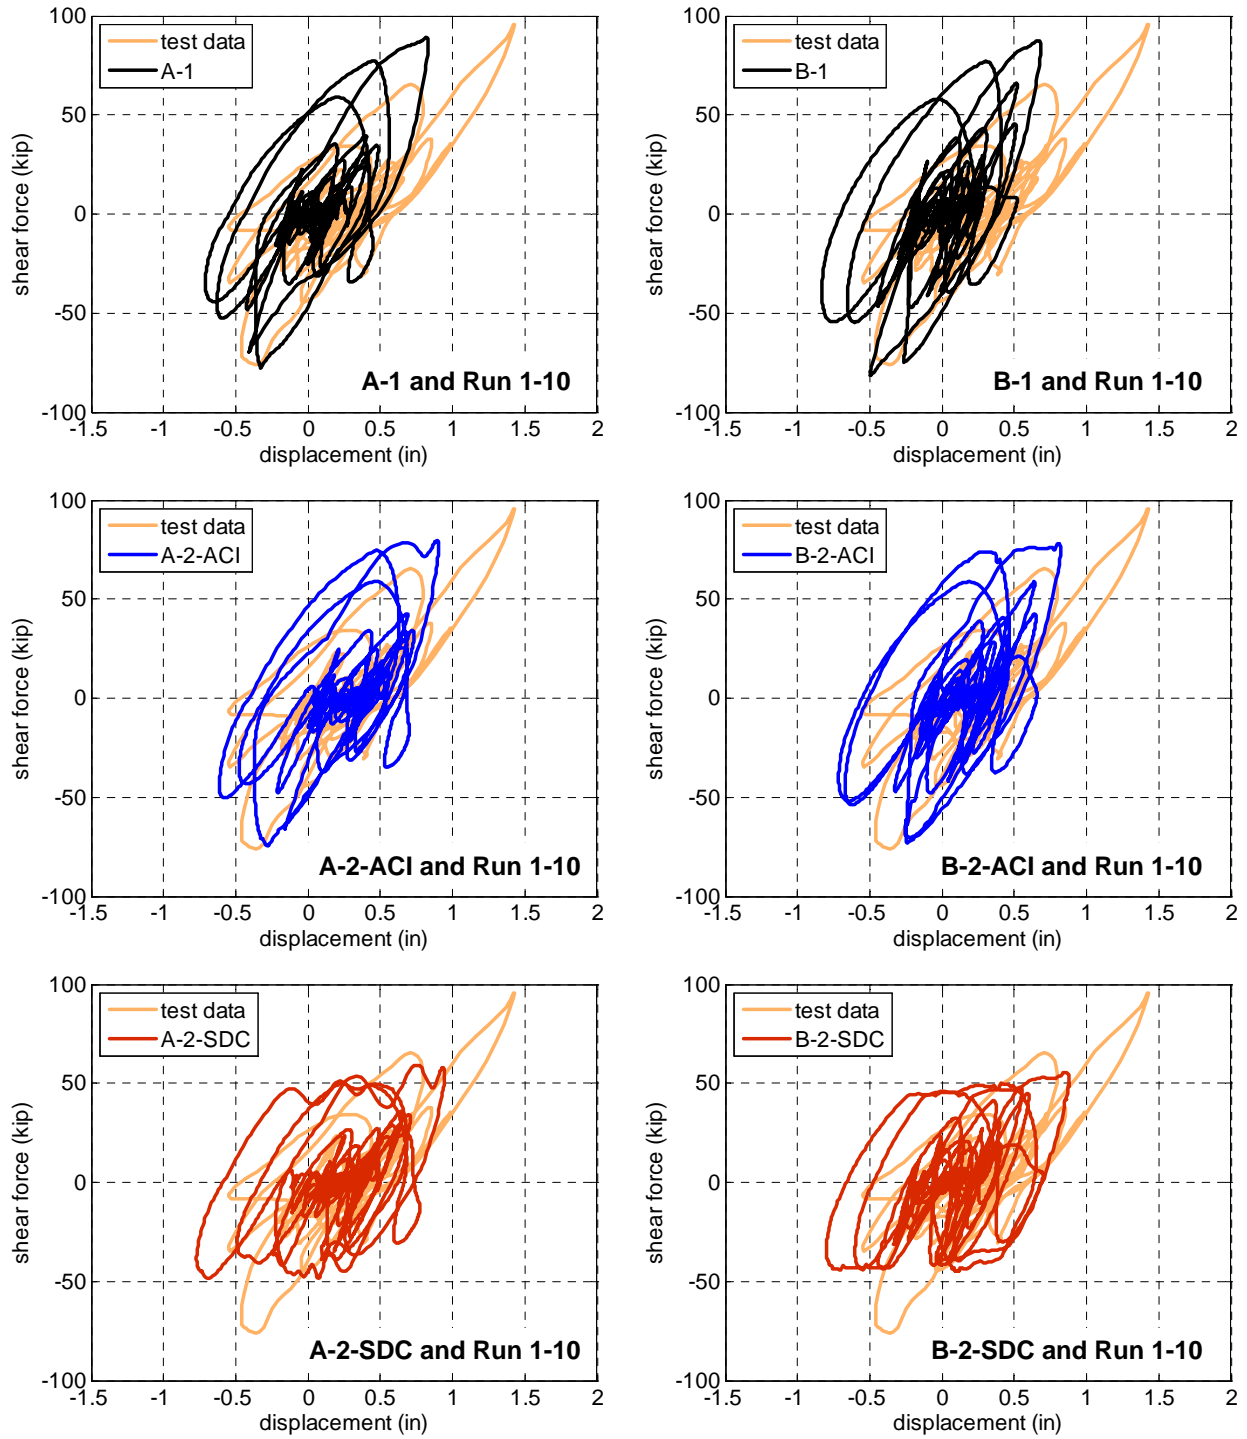 100
50
0
-50
-100
-1.5 -1 -0.5 0 0.5 1 1.5 2
shear force (kip)
displacement (in)
test data
A-1
A-1 and Run 1-10
100
50
0
-50
-100
-1.5 -1 -0.5 0 0.5 1 1.5 2
shear force (kip)
displacement (in)
test data
B-1
B-1 and Run 1-10
100
50
0
-50
-100
-1.5 -1 -0.5 0 0.5 1 1.5 2
shear force (kip)
displacement (in)
test data
A-2-ACI
A-2-ACI and Run 1-10
100
50
0
-50
-100
-1.5 -1 -0.5 0 0.5 1 1.5 2
shear force (kip)
displacement (in)
test data
B-2-ACI
B-2-ACI and Run 1-10
100
50
0
-50
-100
-1.5 -1 -0.5 0 0.5 1 1.5 2
shear force (kip)
displacement (in)
test data
A-2-SDC
A-2-SDC and Run 1-10
100
50
0
-50
-100
-1.5 -1 -0.5 0 0.5 1 1.5 2
shear force (kip)
displacement (in)
test data
B-2-SDC
B-2-SDC and Run 1-10